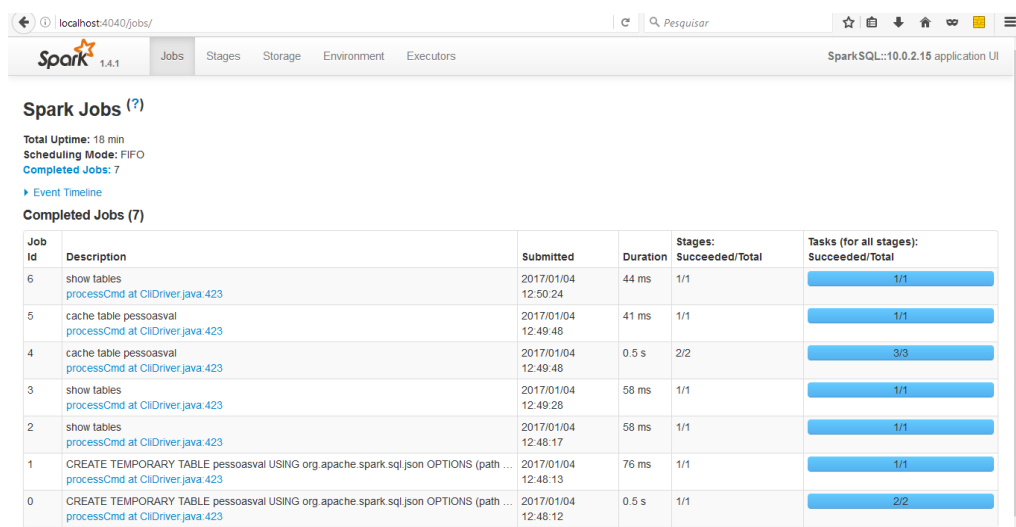 localhost:4040/jobs/
Pesquisar
Spark 1.4.1 Jobs Stages Storage Environment Executors SparkSQL::10.0.2.15 application UI
Spark Jobs (?)
Total Uptime: 18 min
Scheduling Mode: FIFO
Completed Jobs: 7
Event Timeline
Completed Jobs (7)
Job Id Description Submitted Duration Stages: Succeeded/Total Tasks (for all stages): Succeeded/Total
6 show tables 2017/01/04 44 ms 1/1 1/1
processCmd at CliDriver.java:423 12:50:24
5 cache table pessoasval 2017/01/04 41 ms 1/1 1/1
processCmd at CliDriver.java:423 12:49:48
4 cache table pessoasval 2017/01/04 0.5 s 2/2 3/3
processCmd at CliDriver.java:423 12:49:48
3 show tables 2017/01/04 58 ms 1/1 1/1
processCmd at CliDriver.java:423 12:49:28
2 show tables 2017/01/04 58 ms 1/1 1/1
processCmd at CliDriver.java:423 12:48:17
1 CREATE TEMPORARY TABLE pessoasval USING org.apache.spark.sql.json OPTIONS (path ... 2017/01/04 76 ms 1/1 1/1
processCmd at CliDriver.java:423 12:48:13
0 CREATE TEMPORARY TABLE pessoasval USING org.apache.spark.sql.json OPTIONS (path ... 2017/01/04 0.5 s 1/1 2/2
processCmd at CliDriver.java:423 12:48:12